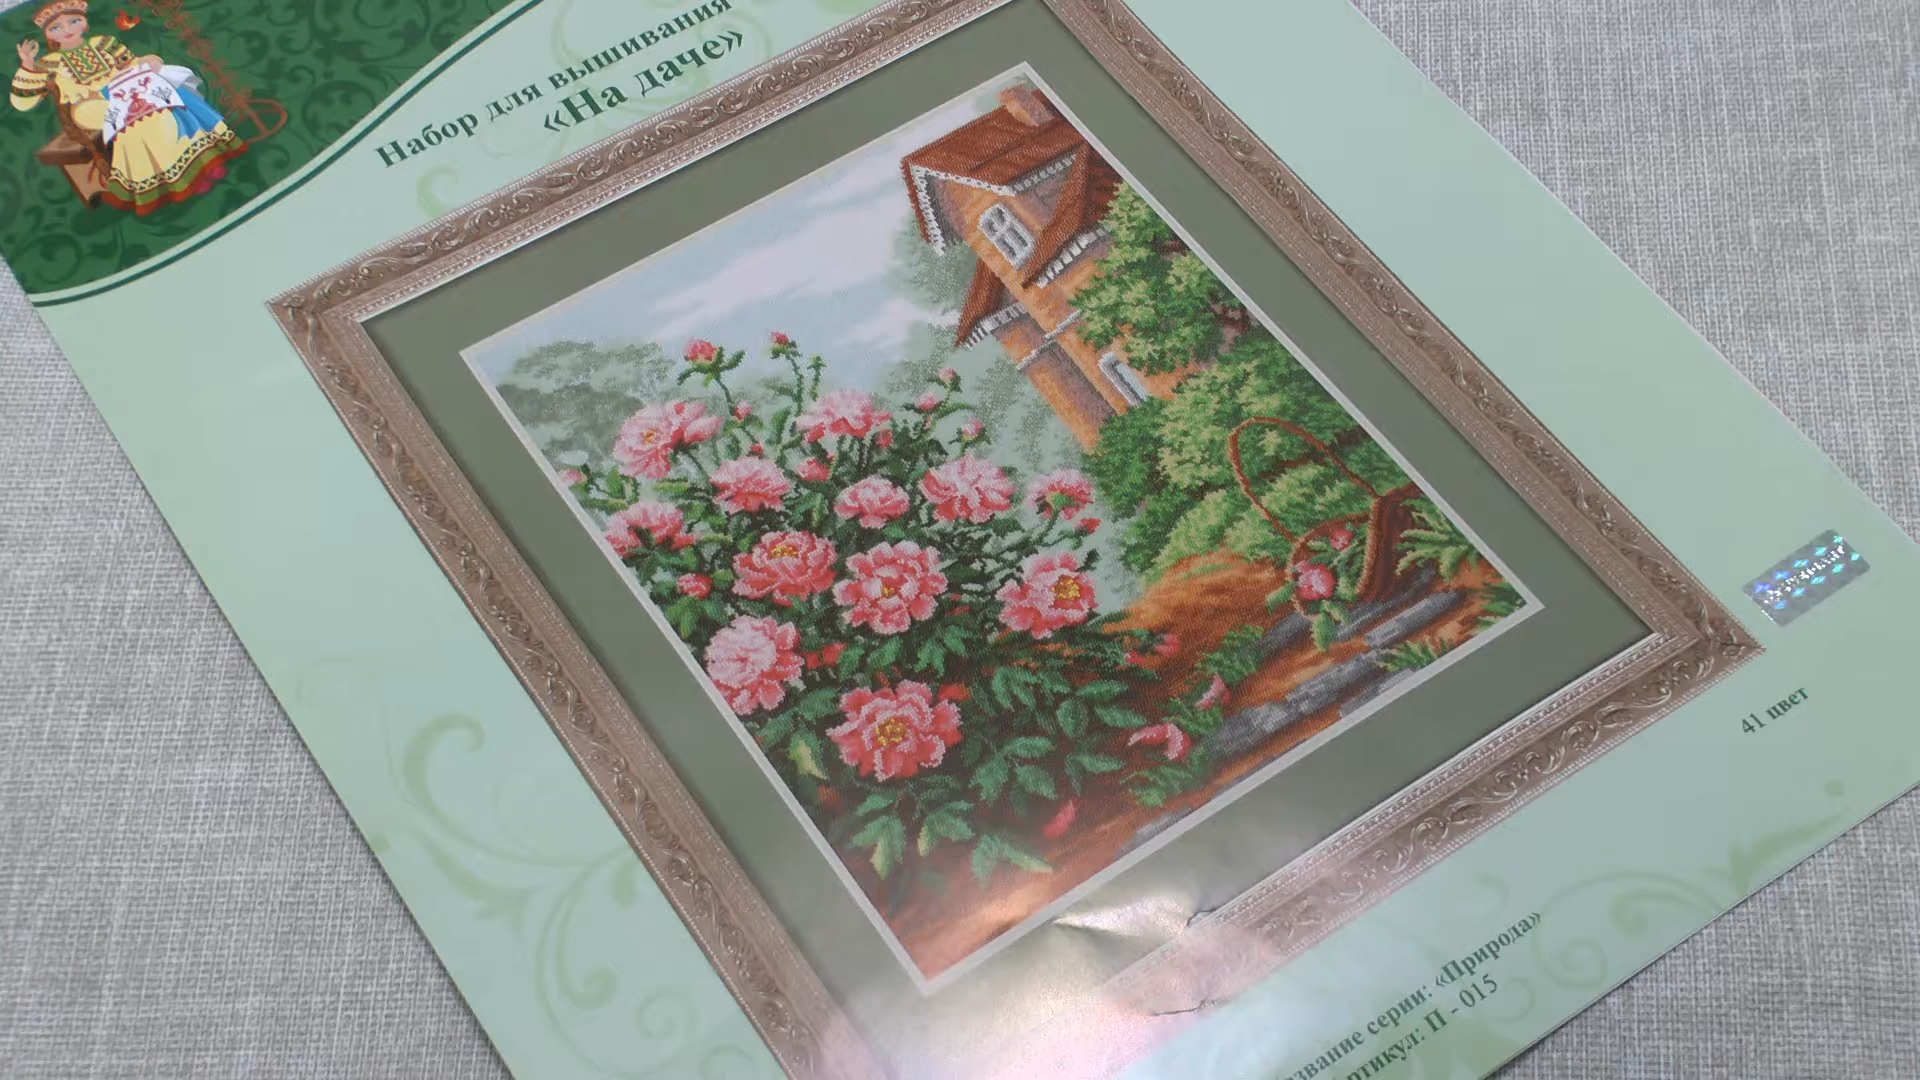 Набор для вышивания
«На даче»
41 цвет
звание серии: «Природа»
ртикул: П - 015